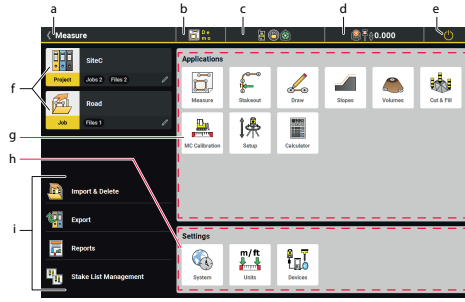 a b c d e
Measure
Demo
0.000
f
SiteC
Project Jobs 2 Files 2
Road
Job Files 1
Applications
g
Measure Stakeout Draw Slopes Volumes Cut & Fill
MC Calibration Setup Calculator
h
i
Import & Delete
Export
Reports
Stake List Management
Settings
m/ft
System Units Devices